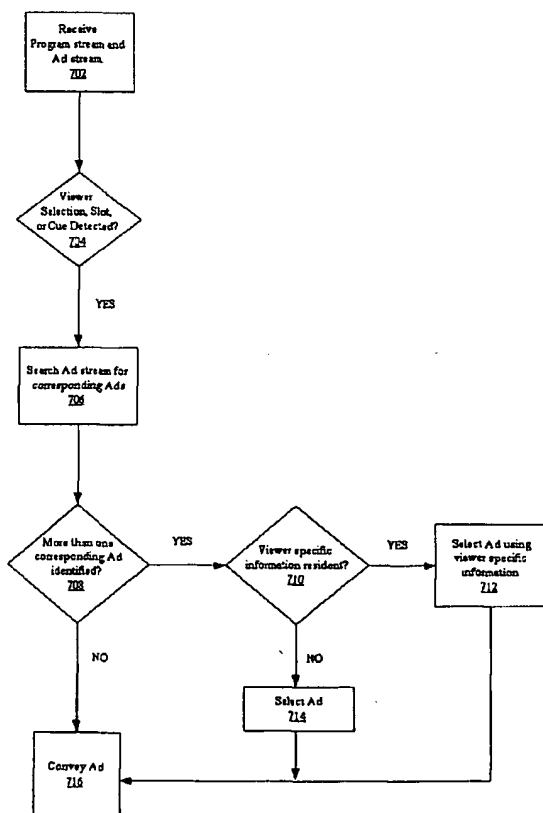 Receive
Program stream and
Ad stream
702
Viewer
Selection, Slot,
or Cue Detected?
704
YES
Search Ad stream for
corresponding Ads
706
More than one
corresponding Ad
identified?
708
YES
Viewer specific
information resident?
710
YES
Select Ad using
viewer specific
information
712
NO
NO
Select Ad
714
Convey Ad
716